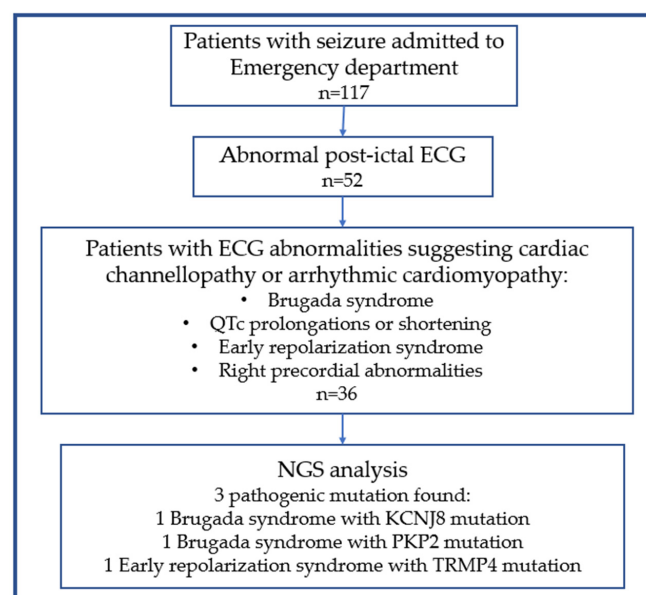 Patients with seizure admitted to
Emergency department
n=117
Abnormal post-ictal ECG
n=52
Patients with ECG abnormalities suggesting cardiac
channellopathy or arrhythmic cardiomyopathy:
• Brugada syndrome
• QTc prolongations or shortening
• Early repolarization syndrome
• Right precordial abnormalities
n=36
NGS analysis
3 pathogenic mutation found:
1 Brugada syndrome with KCNJ8 mutation
1 Brugada syndrome with PKP2 mutation
1 Early repolarization syndrome with TRMP4 mutation